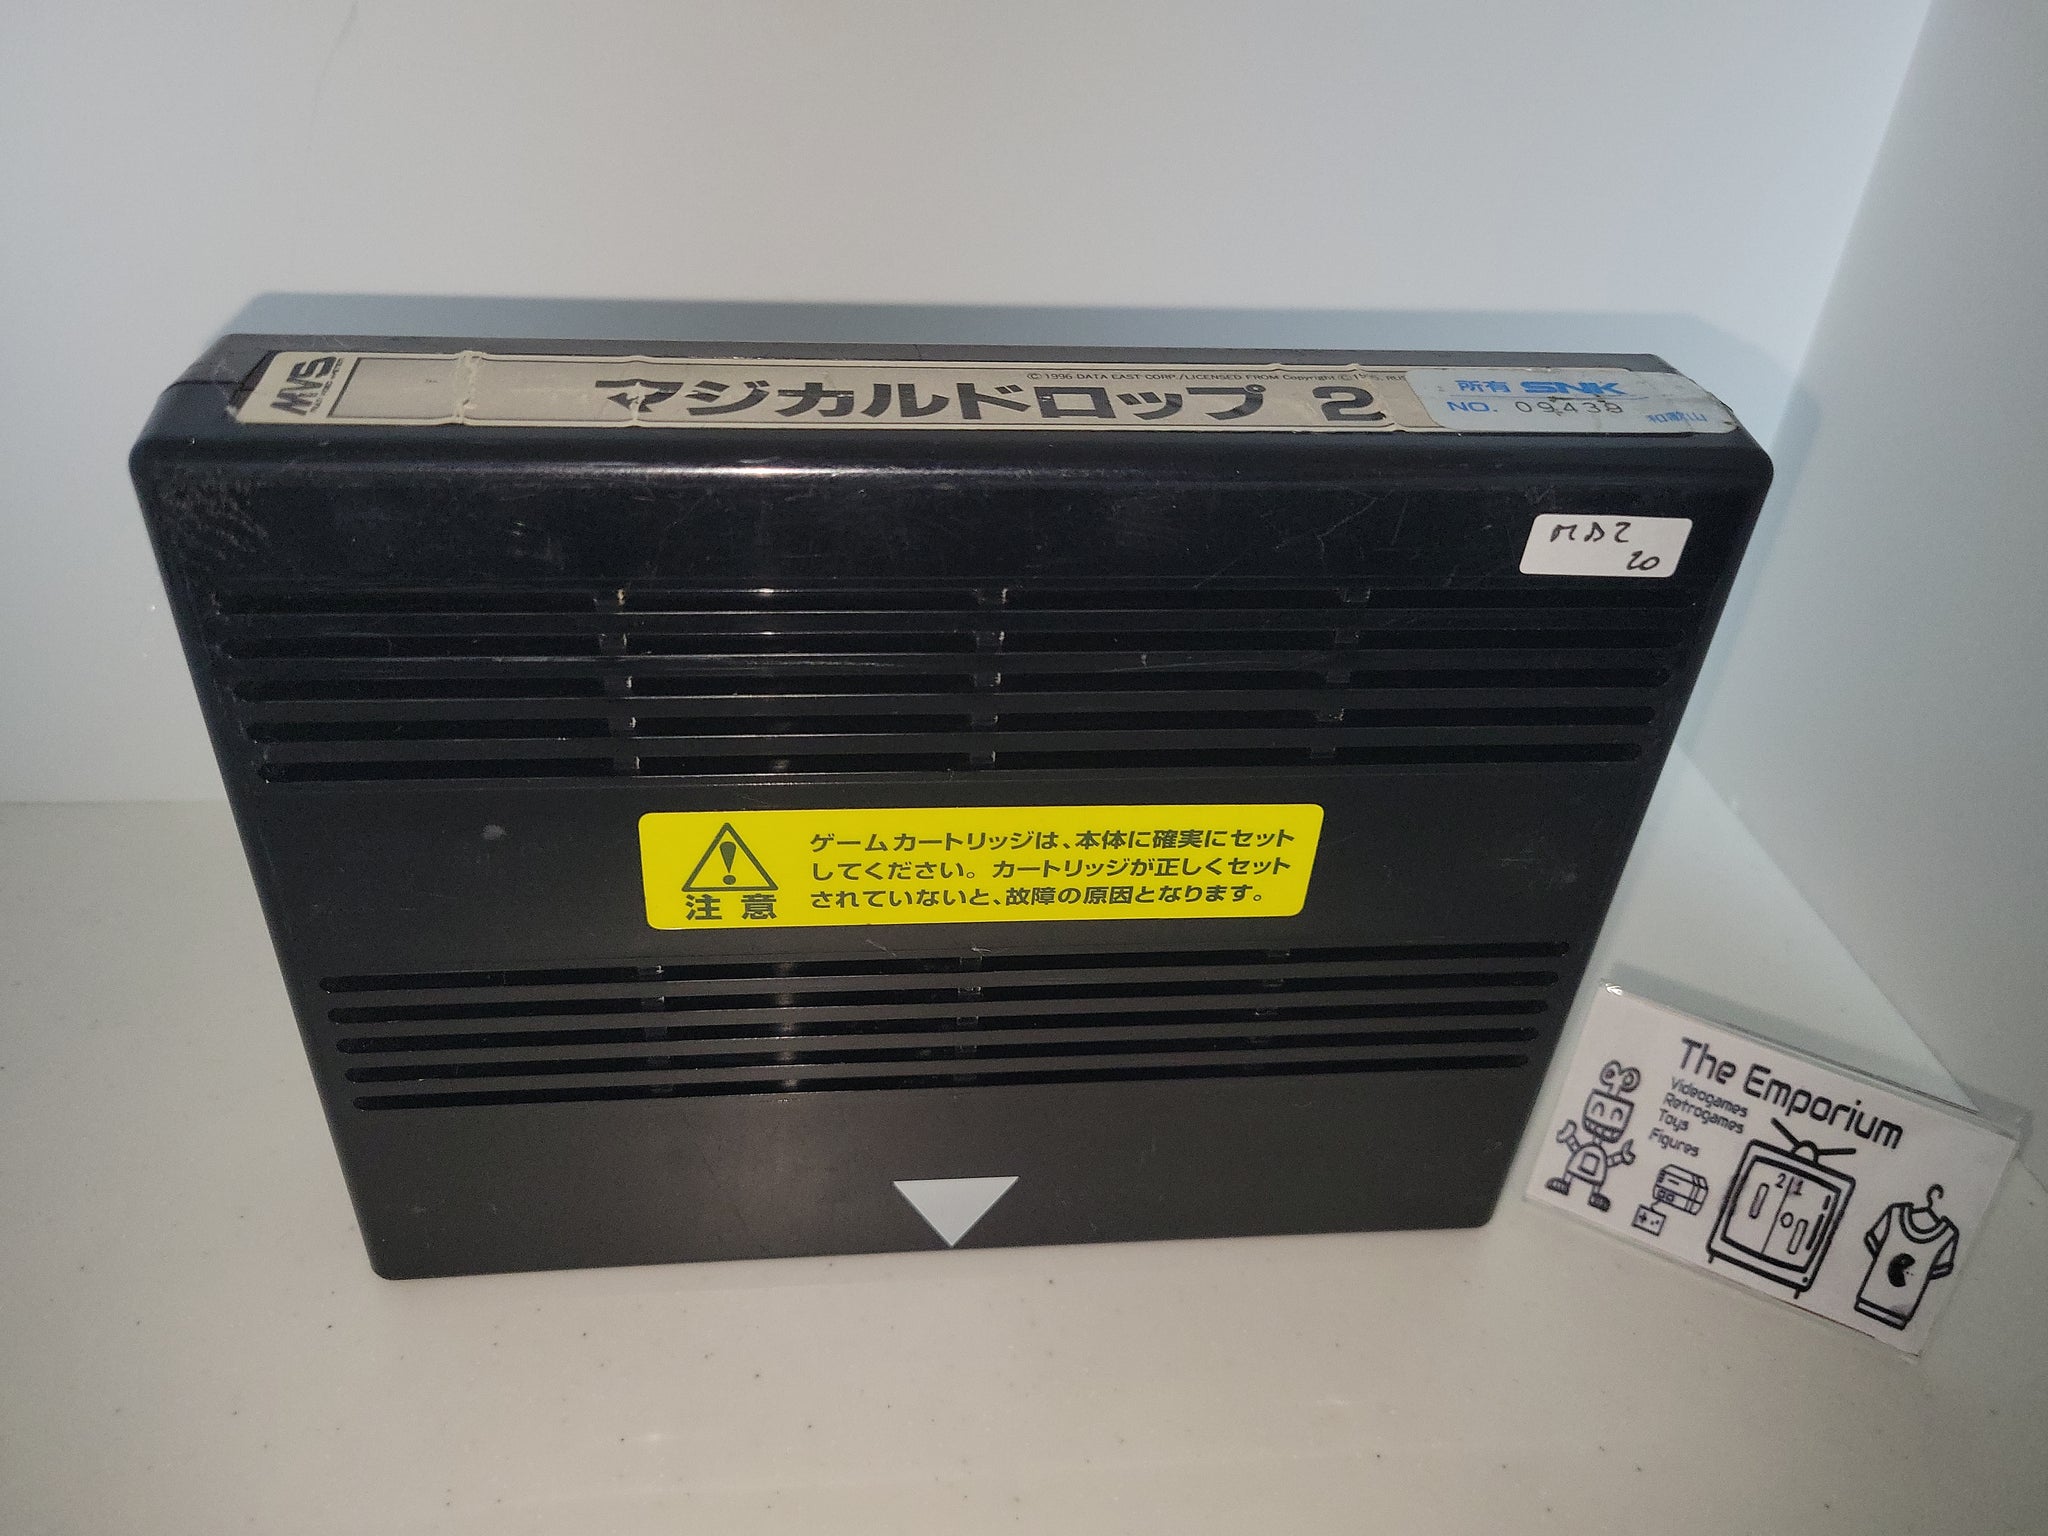 MVS
©1996 DATA EAST CORP./LICENSED FROM Copyright ©
マジカルドロップ 2
所有 SNK
NO. 09439
20
ゲームカートリッジは、本体に確実にセット
してください。カートリッジが正しくセット
されていないと、故障の原因となります。
注意
The Emporium
Videogames
Retrogames
Toys
Figures
2 1